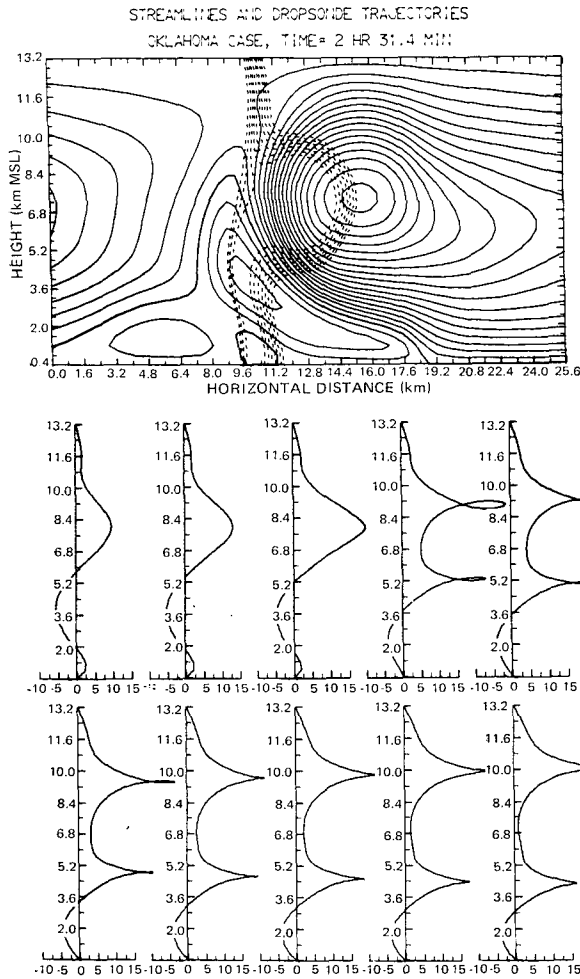 STREAMLINES AND DROPSONDE TRAJECTORIES
OKLAHOMA CASE, TIME= 2 HR 31.4 MIN
13.2
11.6
10.0
8.4
6.8
5.2
3.6
2.0
0.4
HEIGHT (km MSL)
0.0 1.6 3.2 4.8 6.4 8.0 9.6 11.2 12.8 14.4 16.0 17.6 19.2 20.8 22.4 24.0 25.6
HORIZONTAL DISTANCE (km)
13.2 13.2 13.2 13.2 13.2
11.6 11.6 11.6 11.6 11.6
10.0 10.0 10.0 10.0 10.0
8.4 8.4 8.4 8.4 8.4
6.8 6.8 6.8 6.8 6.8
5.2 5.2 5.2 5.2 5.2
3.6 3.6 3.6 3.6 3.6
2.0 2.0 2.0 2.0 2.0
-10 -5 0 5 10 15 -10 -5 0 5 10 15 -10 -5 0 5 10 15 -10 -5 0 5 10 15 -10 -5 0 5 10 15
13.2 13.2 13.2 13.2 13.2
11.6 11.6 11.6 11.6 11.6
10.0 10.0 10.0 10.0 10.0
8.4 8.4 8.4 8.4 8.4
6.8 6.8 6.8 6.8 6.8
5.2 5.2 5.2 5.2 5.2
3.6 3.6 3.6 3.6 3.6
2.0 2.0 2.0 2.0 2.0
-10 -5 0 5 10 15 -10 -5 0 5 10 15 -10 -5 0 5 10 15 -10 -5 0 5 10 15 -10 -5 0 5 10 15